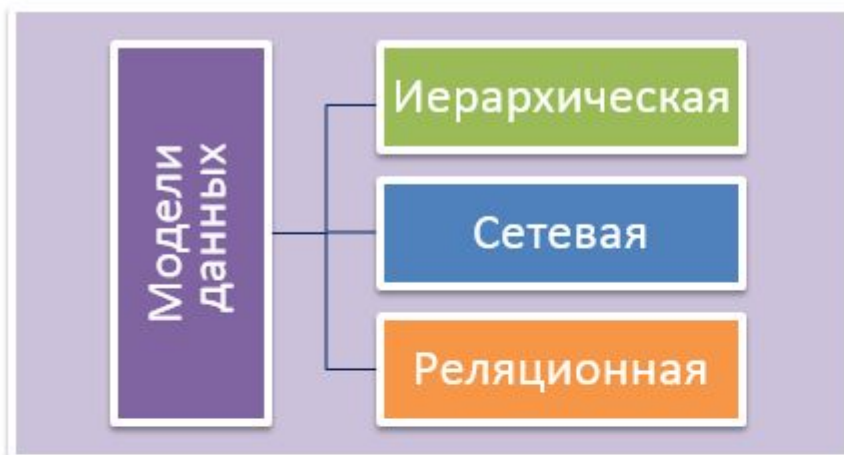 Модели
данных
Иерархическая
Сетевая
Реляционная